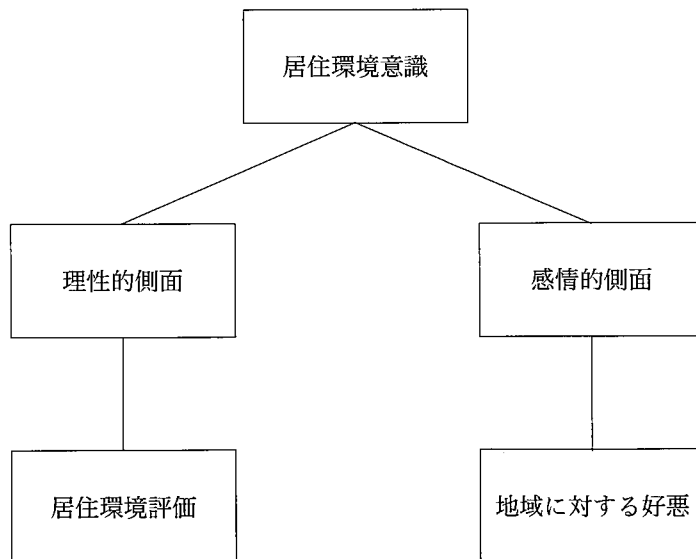 居住環境意識
理性的側面
感情的側面
居住環境評価
地域に対する好悪